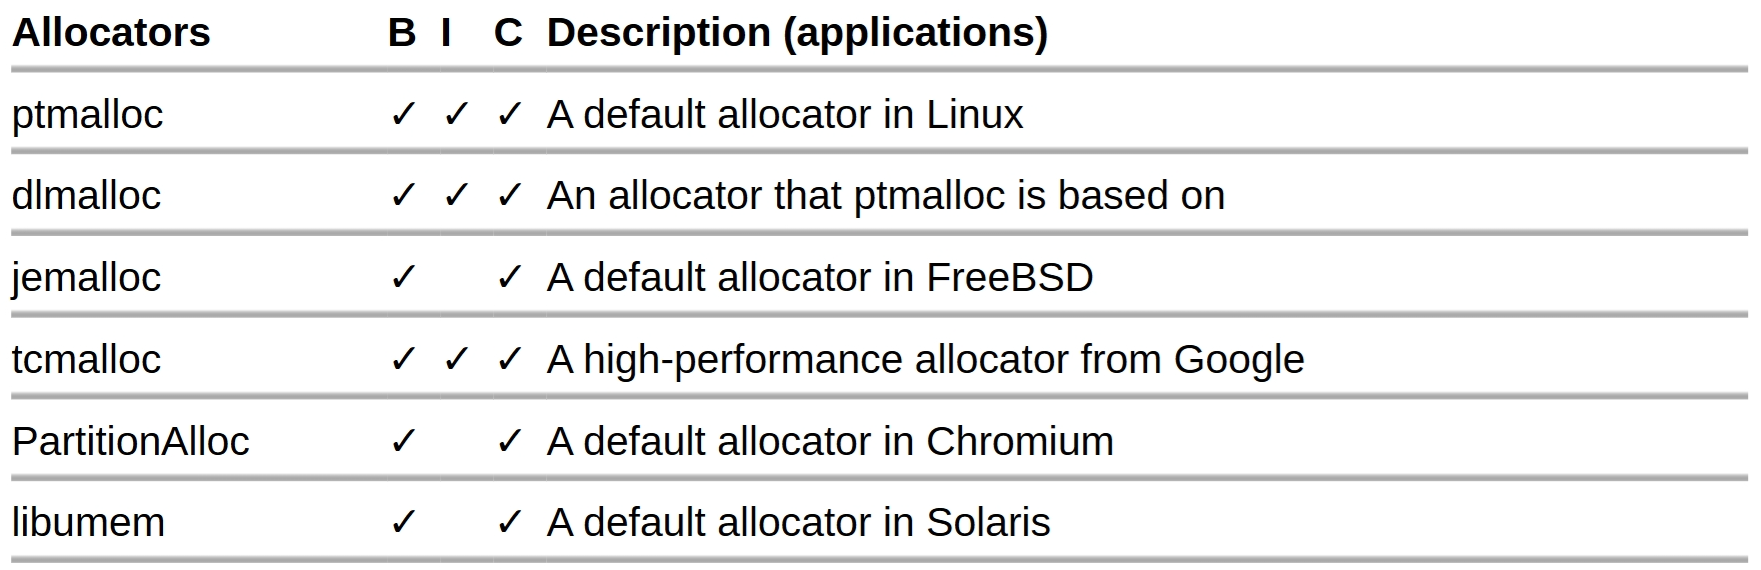 Allocators B I C Description (applications)
ptmalloc ✓ ✓ ✓ A default allocator in Linux
dlmalloc ✓ ✓ ✓ An allocator that ptmalloc is based on
jemalloc ✓ ✓ A default allocator in FreeBSD
tcmalloc ✓ ✓ ✓ A high-performance allocator from Google
PartitionAlloc ✓ ✓ A default allocator in Chromium
libumem ✓ ✓ A default allocator in Solaris